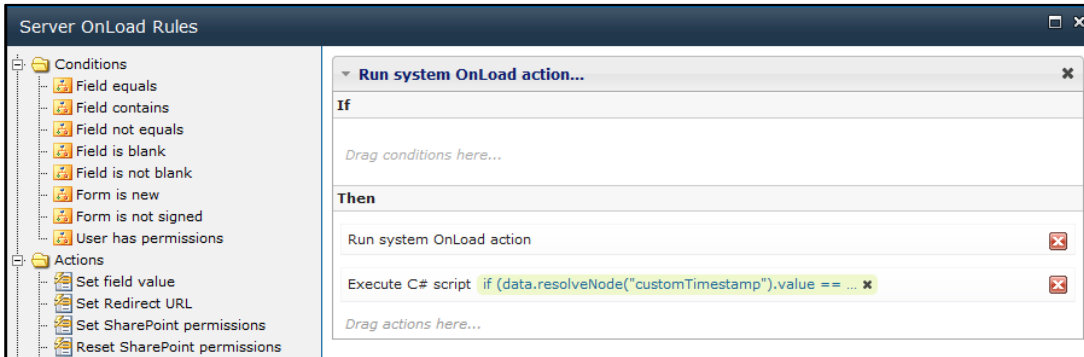 Server OnLoad Rules
Conditions
Field equals
Field contains
Field not equals
Field is blank
Field is not blank
Form is new
Form is not signed
User has permissions
Actions
Set field value
Set Redirect URL
Set SharePoint permissions
Reset SharePoint permissions
Run system OnLoad action...
If
Drag conditions here...
Then
Run system OnLoad action
Execute C# script if (data.resolveNode("customTimestamp").value == ...
Drag actions here...